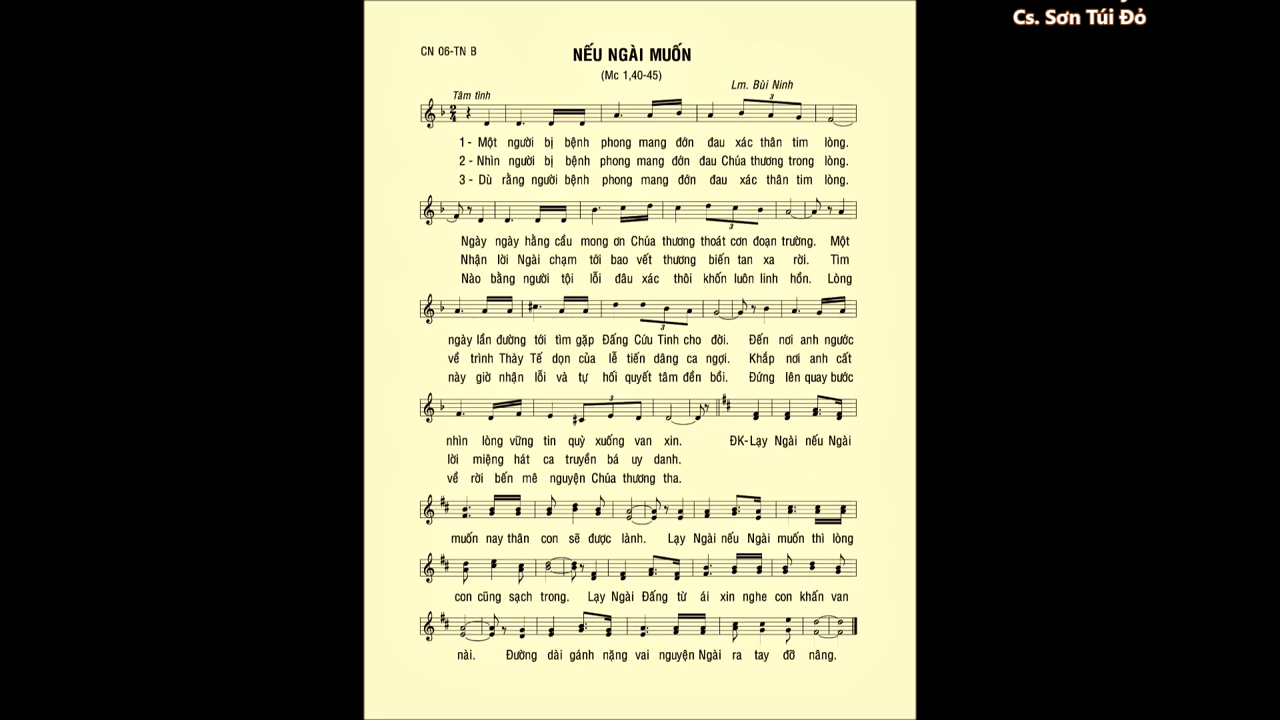 Cs. Sơn Túi Đỏ
CN 06-TN B
NẾU NGÀI MUỐN
(Mc 1,40-45)
Lm. Bùi Ninh
Tâm tình
3
2
4
1- Một người bị bệnh phong mang đớn đau xác thân tim lòng.
2 - Nhìn người bị bệnh phong mang đớn đau Chúa thương trong lòng.
3 - Dù rằng người bệnh phong mang đớn đau xác thân tim lòng.
3
Ngày ngày hằng cầu mong ơn Chúa thương thoát cơn đoạn trường. Một
Nhận lời Ngài chạm tới bao vết thương biến tan xa rời. Tìm
Nào bằng người tội lỗi đâu xác thôi khốn luôn linh hồn. Lòng
3
ngày lần đường tới tìm gặp Đấng Cứu Tinh cho đời. Đến nơi anh ngước
về trình Thày Tế dọn của lễ tiến dâng ca ngợi. Khắp nơi anh cất
này giờ nhận lỗi và tự hối quyết tâm đền bồi. Đứng lên quay bước
3
nhìn lòng vững tin quỳ xuống van xin. ĐK-Lạy Ngài nếu Ngài
lời miệng hát ca truyền bá uy danh.
về rời bến mê nguyện Chúa thương tha.
muốn nay thân con sẽ được lành. Lạy Ngài nếu Ngài muốn thì lòng
con cũng sạch trong. Lạy Ngài Đấng từ ái xin nghe con khấn van
nài. Đường dài gánh nặng vai nguyện Ngài ra tay đỡ nâng.